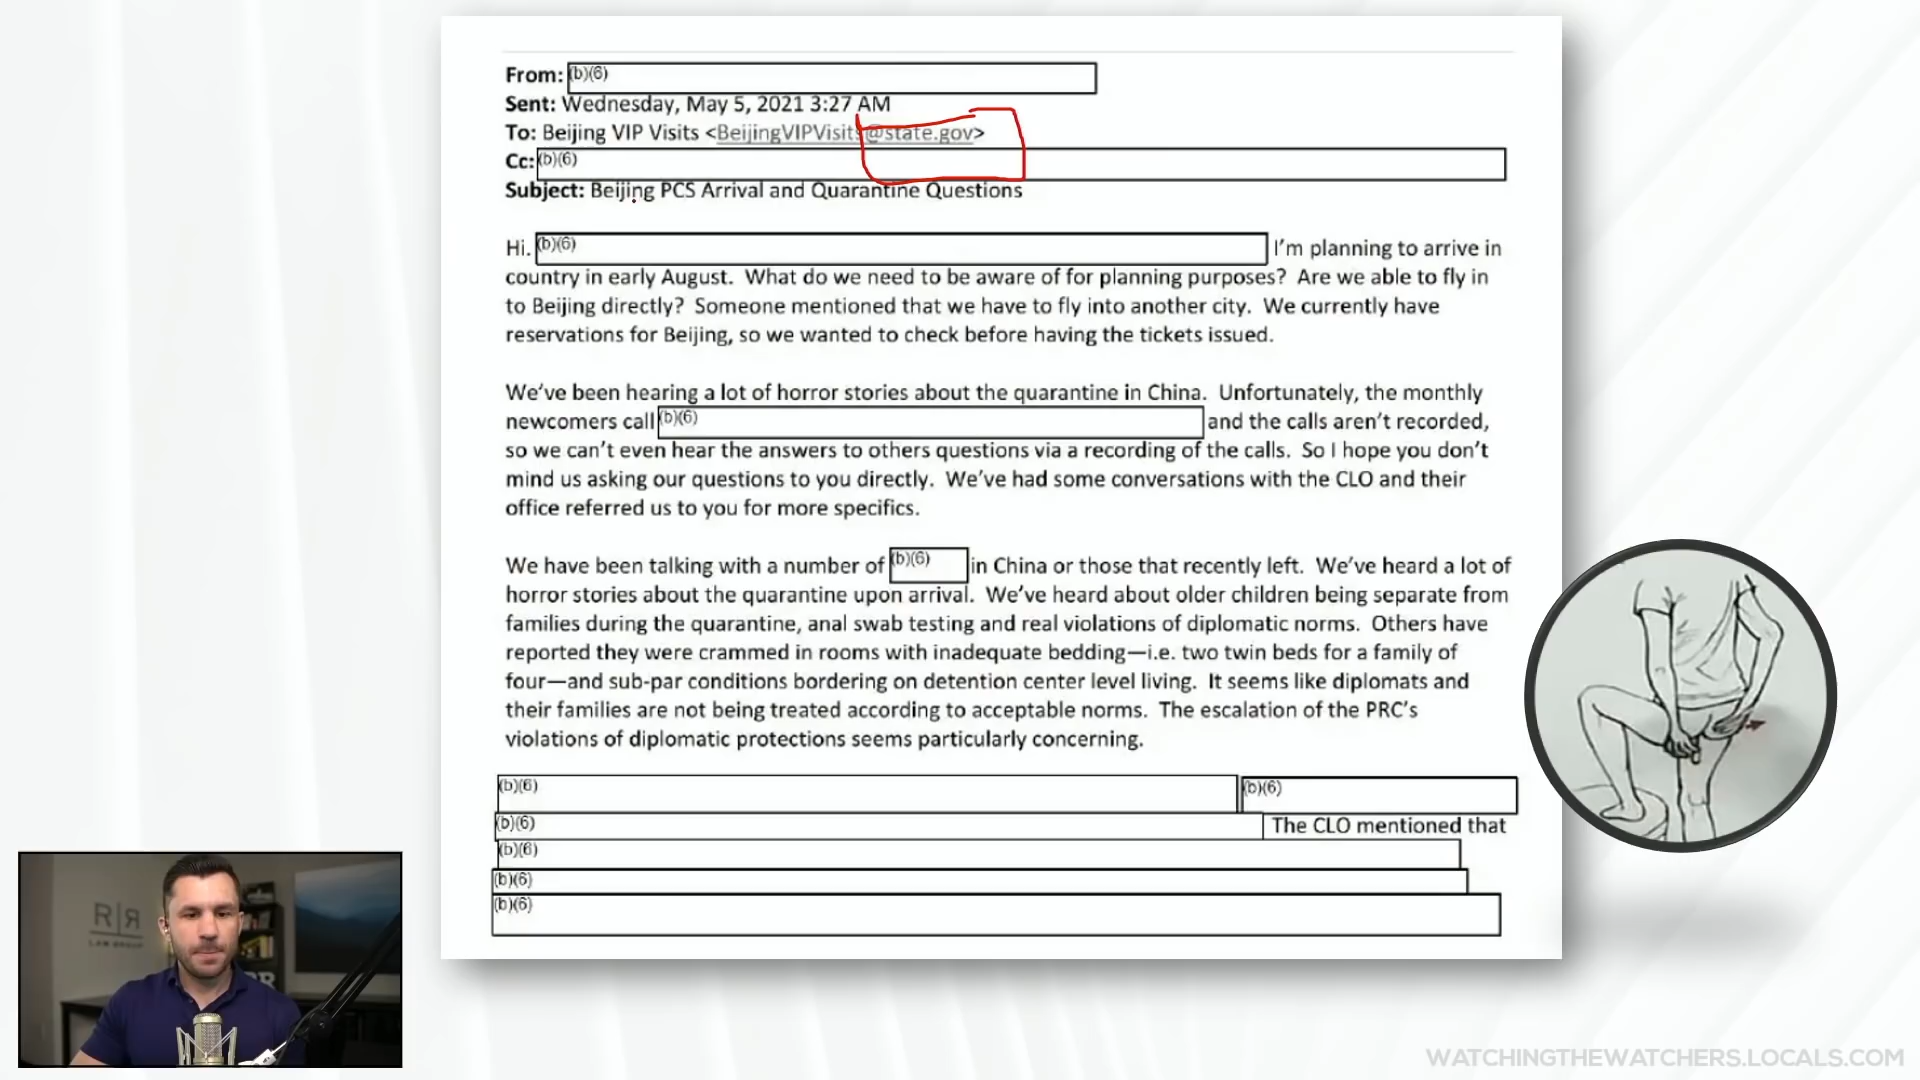 From: (b)(6)
Sent: Wednesday, May 5, 2021 3:27 AM
To: Beijing VIP Visits <BeijingVIPVisits@state.gov>
Cc: (b)(6)
Subject: Beijing PCS Arrival and Quarantine Questions
Hi. (b)(6) I'm planning to arrive in
country in early August. What do we need to be aware of for planning purposes? Are we able to fly in
to Beijing directly? Someone mentioned that we have to fly into another city. We currently have
reservations for Beijing, so we wanted to check before having the tickets issued.
We've been hearing a lot of horror stories about the quarantine in China. Unfortunately, the monthly
newcomers call (b)(6) and the calls aren't recorded,
so we can't even hear the answers to others questions via a recording of the calls. So I hope you don't
mind us asking our questions to you directly. We've had some conversations with the CLO and their
office referred us to you for more specifics.
We have been talking with a number of (b)(6) in China or those that recently left. We've heard a lot of
horror stories about the quarantine upon arrival. We've heard about older children being separate from
families during the quarantine, anal swab testing and real violations of diplomatic norms. Others have
reported they were crammed in rooms with inadequate bedding—i.e. two twin beds for a family of
four—and sub-par conditions bordering on detention center level living. It seems like diplomats and
their families are not being treated according to acceptable norms. The escalation of the PRC's
violations of diplomatic protections seems particularly concerning.
(b)(6) (b)(6)
(b)(6) The CLO mentioned that
(b)(6)
(b)(6)
(b)(6)
R|R
LAW GROUP
WATCHINGTHEWATCHERS.LOCALS.COM